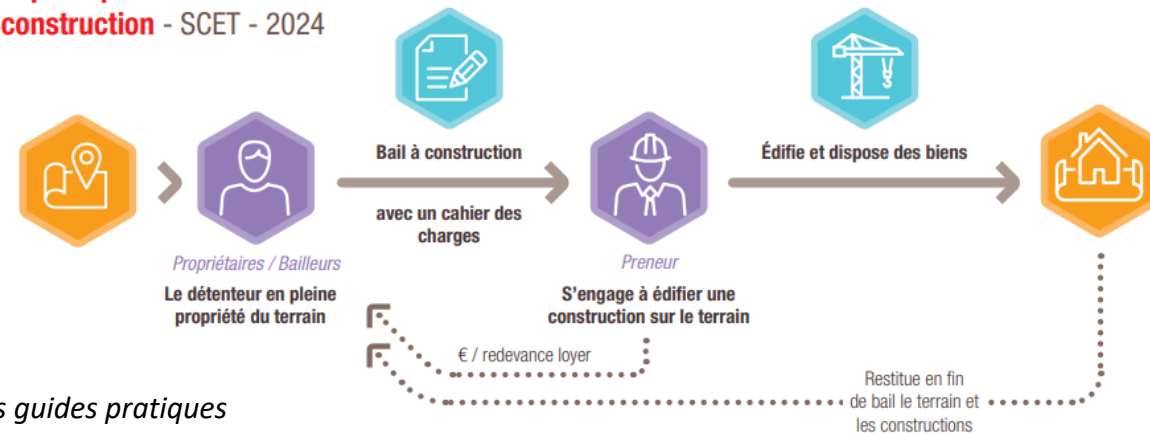 construction - SCET - 2024
Bail à construction
avec un cahier des
charges
Édifie et dispose des biens
Propriétaires / Bailleurs
Le détenteur en pleine
propriété du terrain
Preneur
S'engage à édifier une
construction sur le terrain
€ / redevance loyer
Restitue en fin
de bail le terrain et
les constructions
guides pratiques